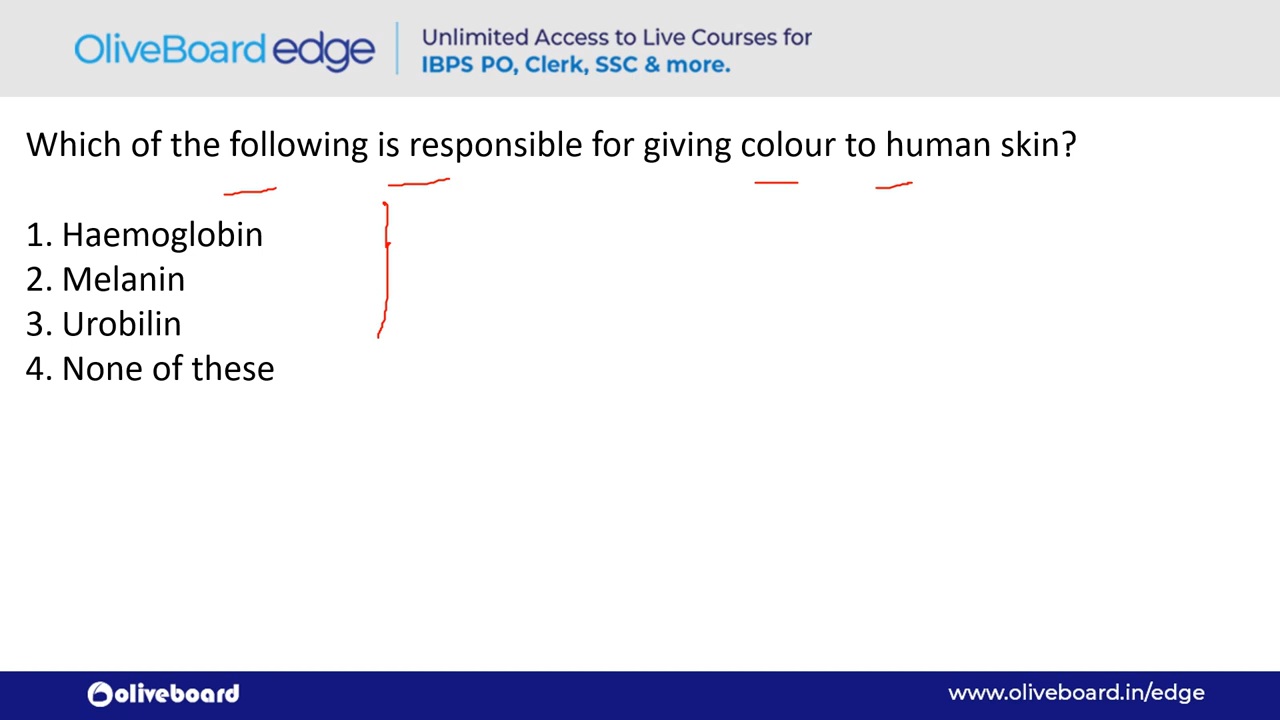 OliveBoard edge
Unlimited Access to Live Courses for
IBPS PO, Clerk, SSC & more.
Which of the following is responsible for giving colour to human skin?
1. Haemoglobin
2. Melanin
3. Urobilin
4. None of these
oliveboard
www.oliveboard.in/edge